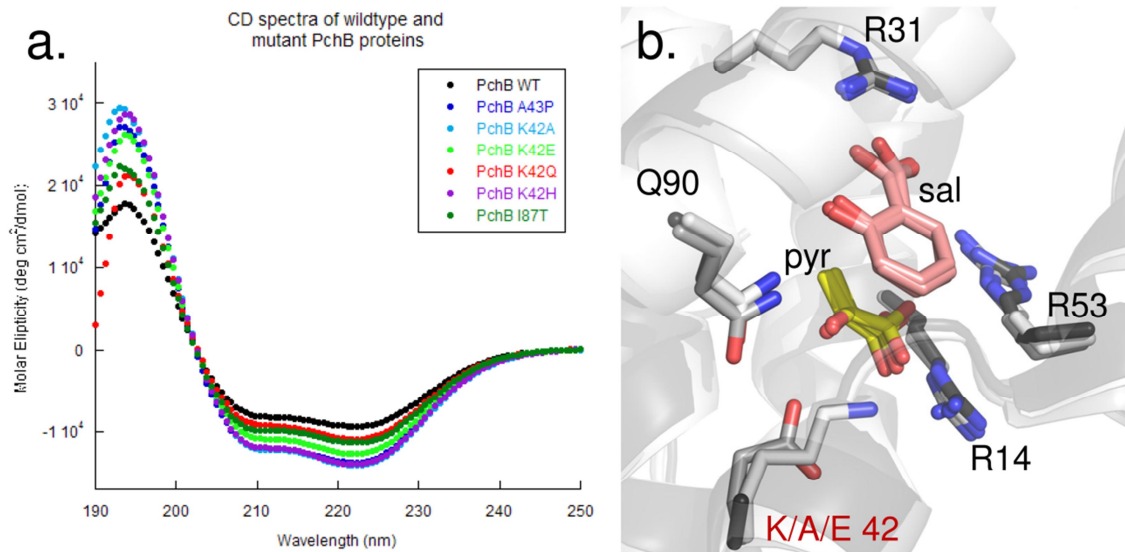 a.
CD spectra of wildtype and
mutant PchB proteins
PchB WT
PchB A43P
PchB K42A
PchB K42E
PchB K42Q
PchB K42H
PchB I87T
3 10⁴
2 10⁴
1 10⁴
0
-1 10⁴
Molar Elipticity (deg cm²/dmol)
190 200 210 220 230 240 250
Wavelength (nm)
b.
R31
Q90
sal
pyr
R53
R14
K/A/E 42